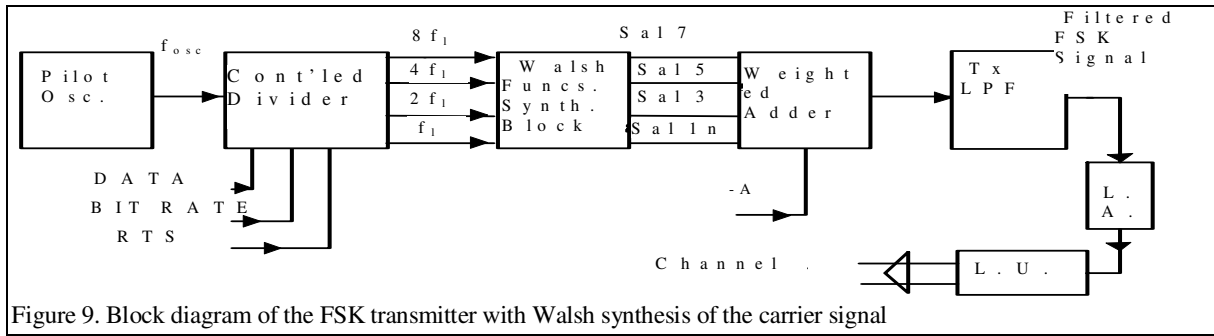 Pilot
Osc.
f osc
Cont'led
Divider
8 f1
4 f1
2 f1
f1
Walsh
Funcs.
Synth.
Block
Sal 7
Sal 5
Sal 3
Sal 1n
Weight
ed
Adder
-A
Tx
LPF
Filtered
FSK
Signal
L.
A.
L.U.
Channel .
DATA
BIT RATE
RTS
Figure 9. Block diagram of the FSK transmitter with Walsh synthesis of the carrier signal